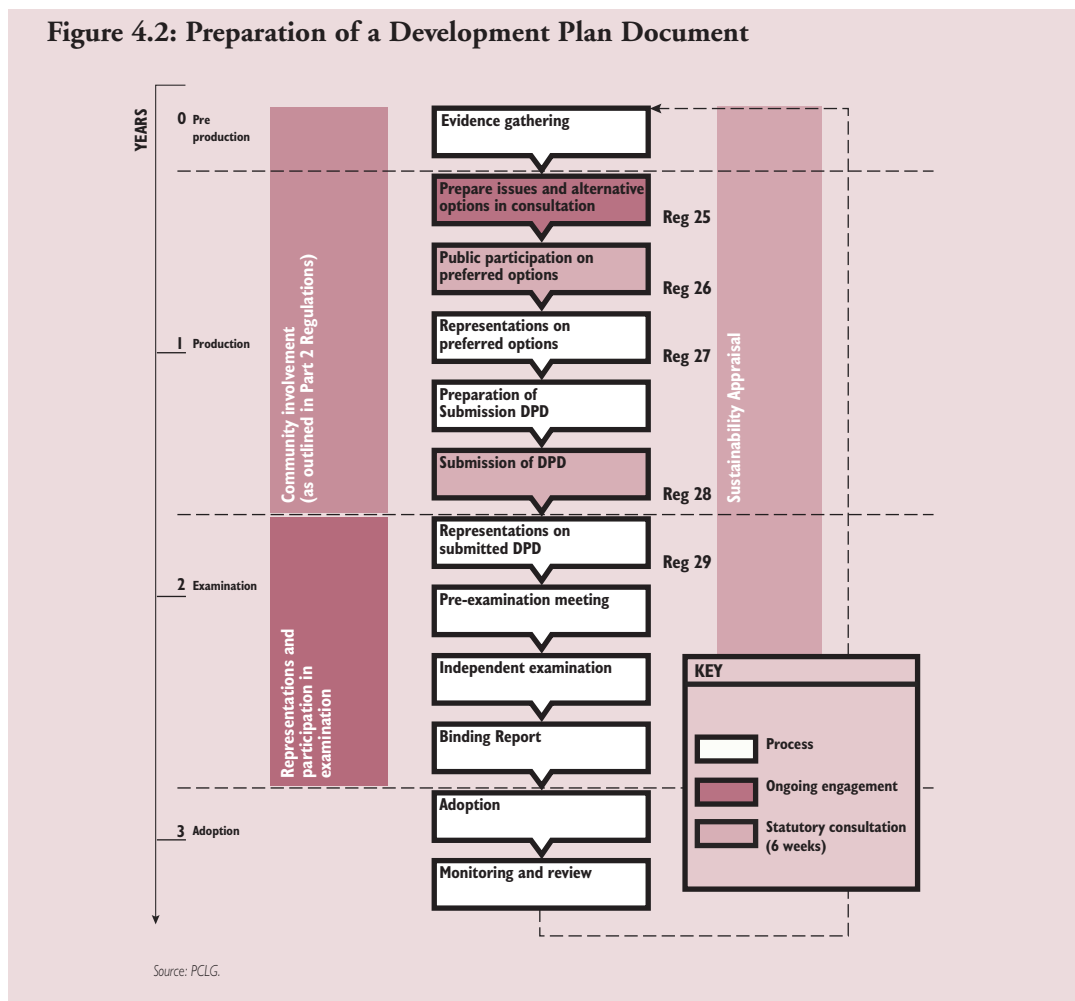 Figure 4.2: Preparation of a Development Plan Document
YEARS
0 Pre
production
1 Production
2 Examination
3 Adoption
Community involvement
(as outlined in Part 2 Regulations)
Representations and
participation in
examination
Evidence gathering
Prepare issues and alternative
options in consultation
Reg 25
Public participation on
preferred options
Reg 26
Representations on
preferred options
Reg 27
Preparation of
Submission DPD
Submission of DPD
Reg 28
Representations on
submitted DPD
Reg 29
Pre-examination meeting
Independent examination
Binding Report
Adoption
Monitoring and review
Sustainability Appraisal
KEY
Process
Ongoing engagement
Statutory consultation
(6 weeks)
Source: PCLG.